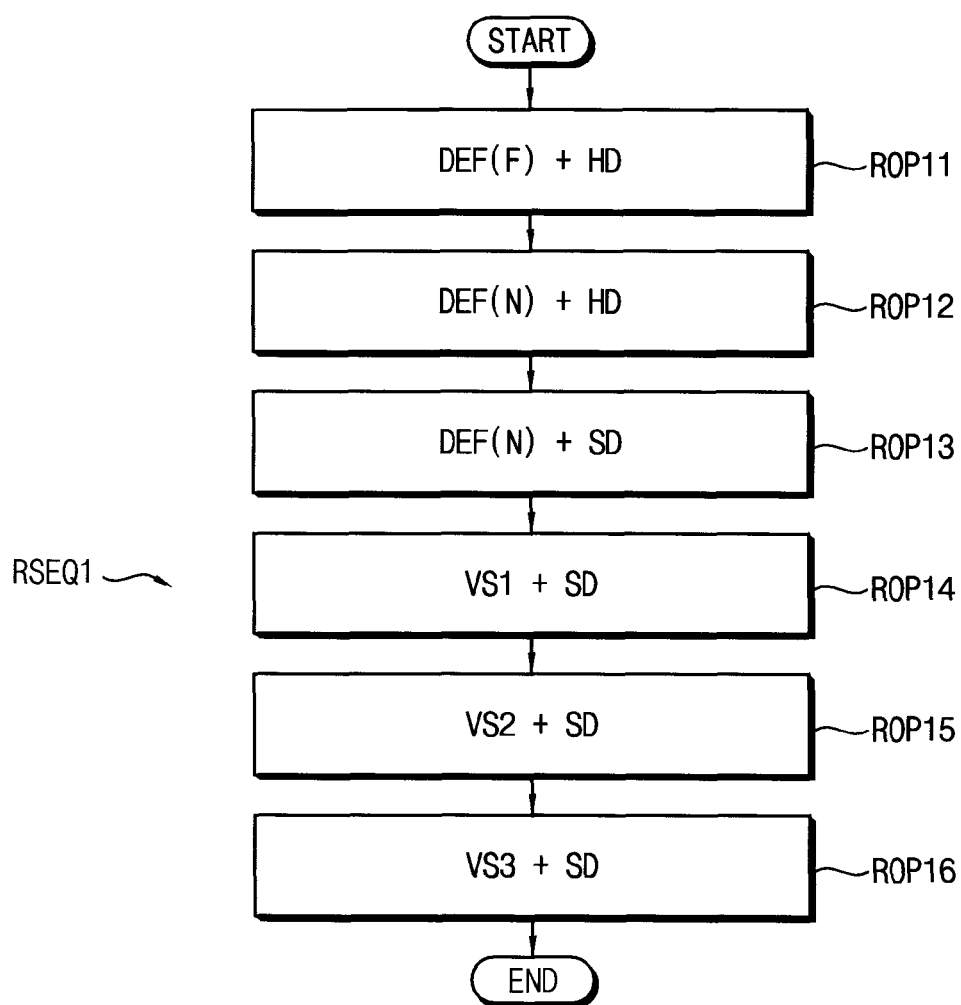 START
DEF(F) + HD
ROP11
DEF(N) + HD
ROP12
DEF(N) + SD
ROP13
RSEQ1
VS1 + SD
ROP14
VS2 + SD
ROP15
VS3 + SD
ROP16
END